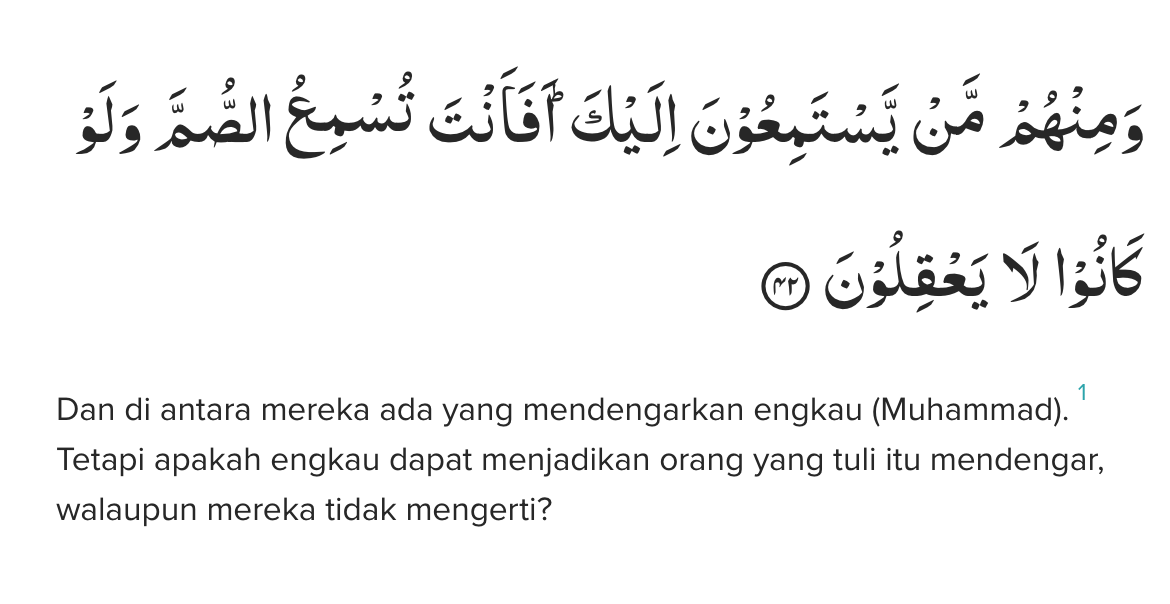 وَمِنْهُمْ مَّنْ يَّسْتَمِعُوْنَ اِلَيْكَۗ اَفَاَنْتَ تُسْمِعُ الصُّمَّ وَلَوْ
كَانُوْا لَا يَعْقِلُوْنَ ۝٤٢
Dan di antara mereka ada yang mendengarkan engkau (Muhammad). 1
Tetapi apakah engkau dapat menjadikan orang yang tuli itu mendengar,
walaupun mereka tidak mengerti?